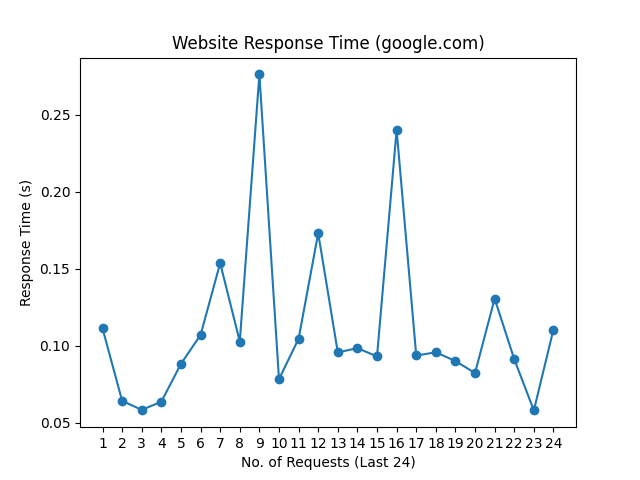 Website Response Time (google.com)
0.25
0.20
0.15
0.10
0.05
Response Time (s)
1 2 3 4 5 6 7 8 9 10 11 12 13 14 15 16 17 18 19 20 21 22 23 24
No. of Requests (Last 24)